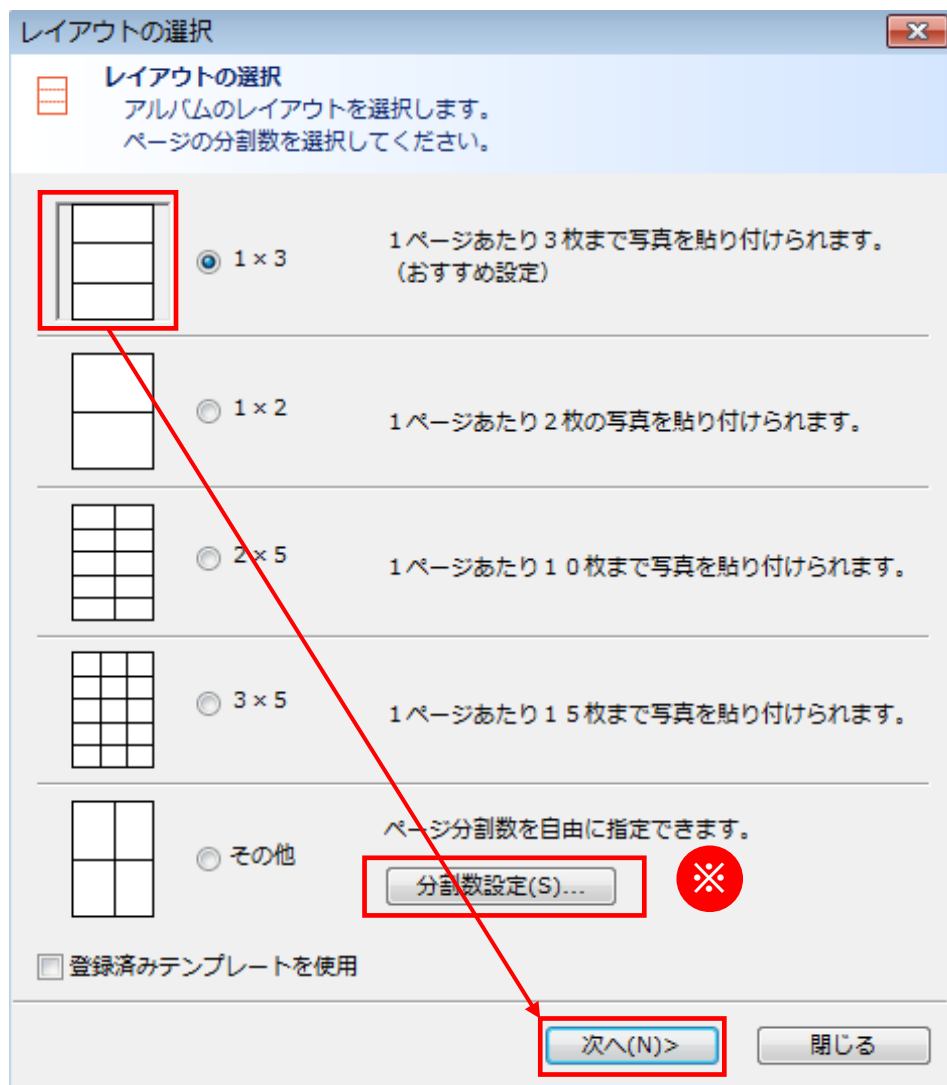 レイアウトの選択
レイアウトの選択
アルバムのレイアウトを選択します。
ページの分割数を選択してください。
1×3
1ページあたり3枚まで写真を貼り付けられます。
（おすすめ設定）
1×2
1ページあたり2枚の写真を貼り付けられます。
2×5
1ページあたり１０枚まで写真を貼り付けられます。
3×5
1ページあたり１５枚まで写真を貼り付けられます。
ページ分割数を自由に指定できます。
その他
分割数設定(S)...
※
登録済みテンプレートを使用
次へ(N)>
閉じる